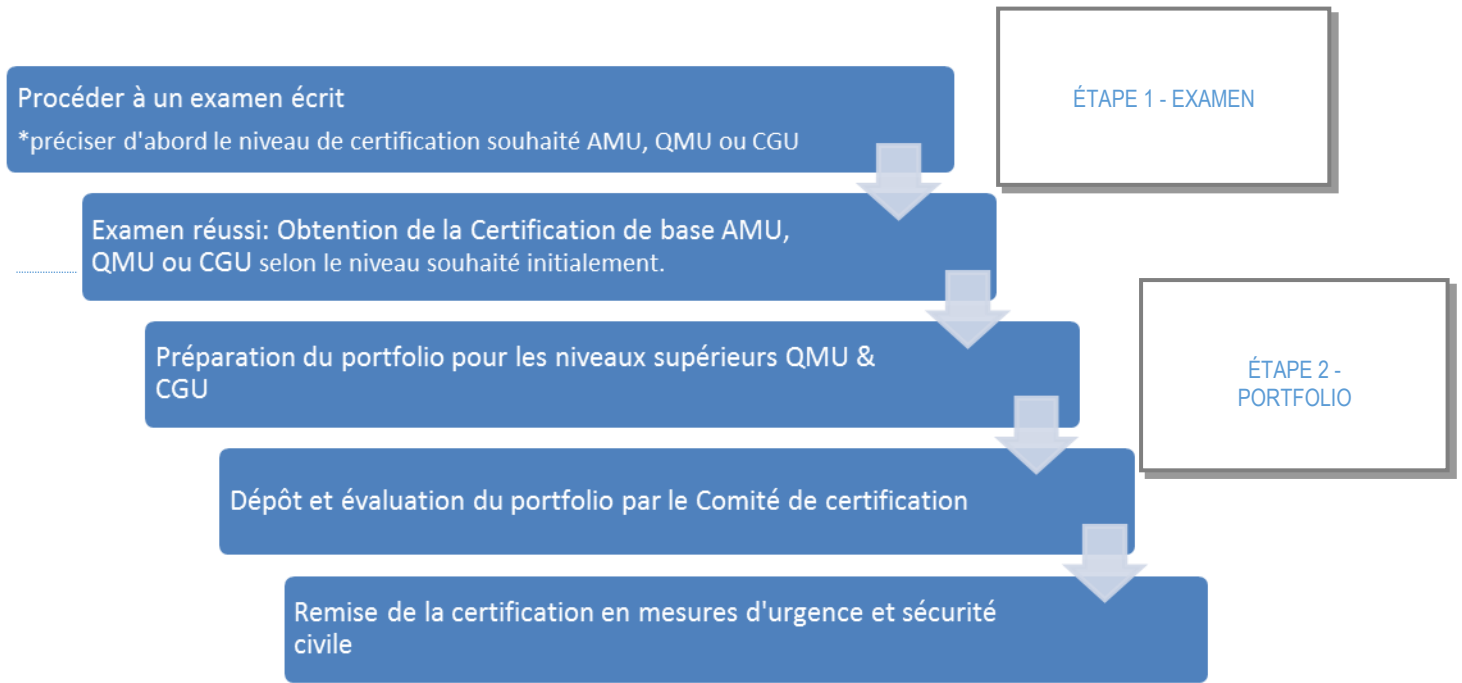 Procéder à un examen écrit
*préciser d'abord le niveau de certification souhaité AMU, QMU ou CGU
ÉTAPE 1 - EXAMEN
Examen réussi: Obtention de la Certification de base AMU,
QMU ou CGU selon le niveau souhaité initialement.
Préparation du portfolio pour les niveaux supérieurs QMU &
CGU
ÉTAPE 2 -
PORTFOLIO
Dépôt et évaluation du portfolio par le Comité de certification
Remise de la certification en mesures d'urgence et sécurité
civile